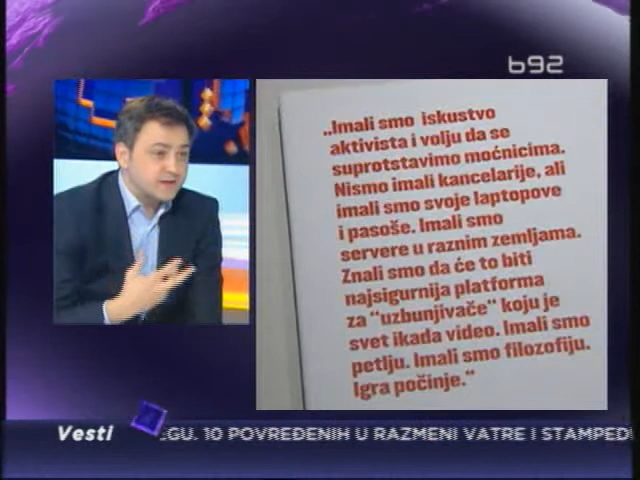 b92
„Imali smo iskustvo
aktivista i volju da se
suprotstavimo moćnicima.
Nismo imali kancelarije, ali
imali smo svoje laptopove
i pasoše. Imali smo
servere u raznim zemljama.
Znali smo da će to biti
najsigurnija platforma
za "uzbunjivače" koju je
svet ikada video. Imali smo
petlju. Imali smo filozofiju.
Igra počinje."
Vesti
EGU. 10 POVREĐENIH U RAZMENI VATRE I STAMPED